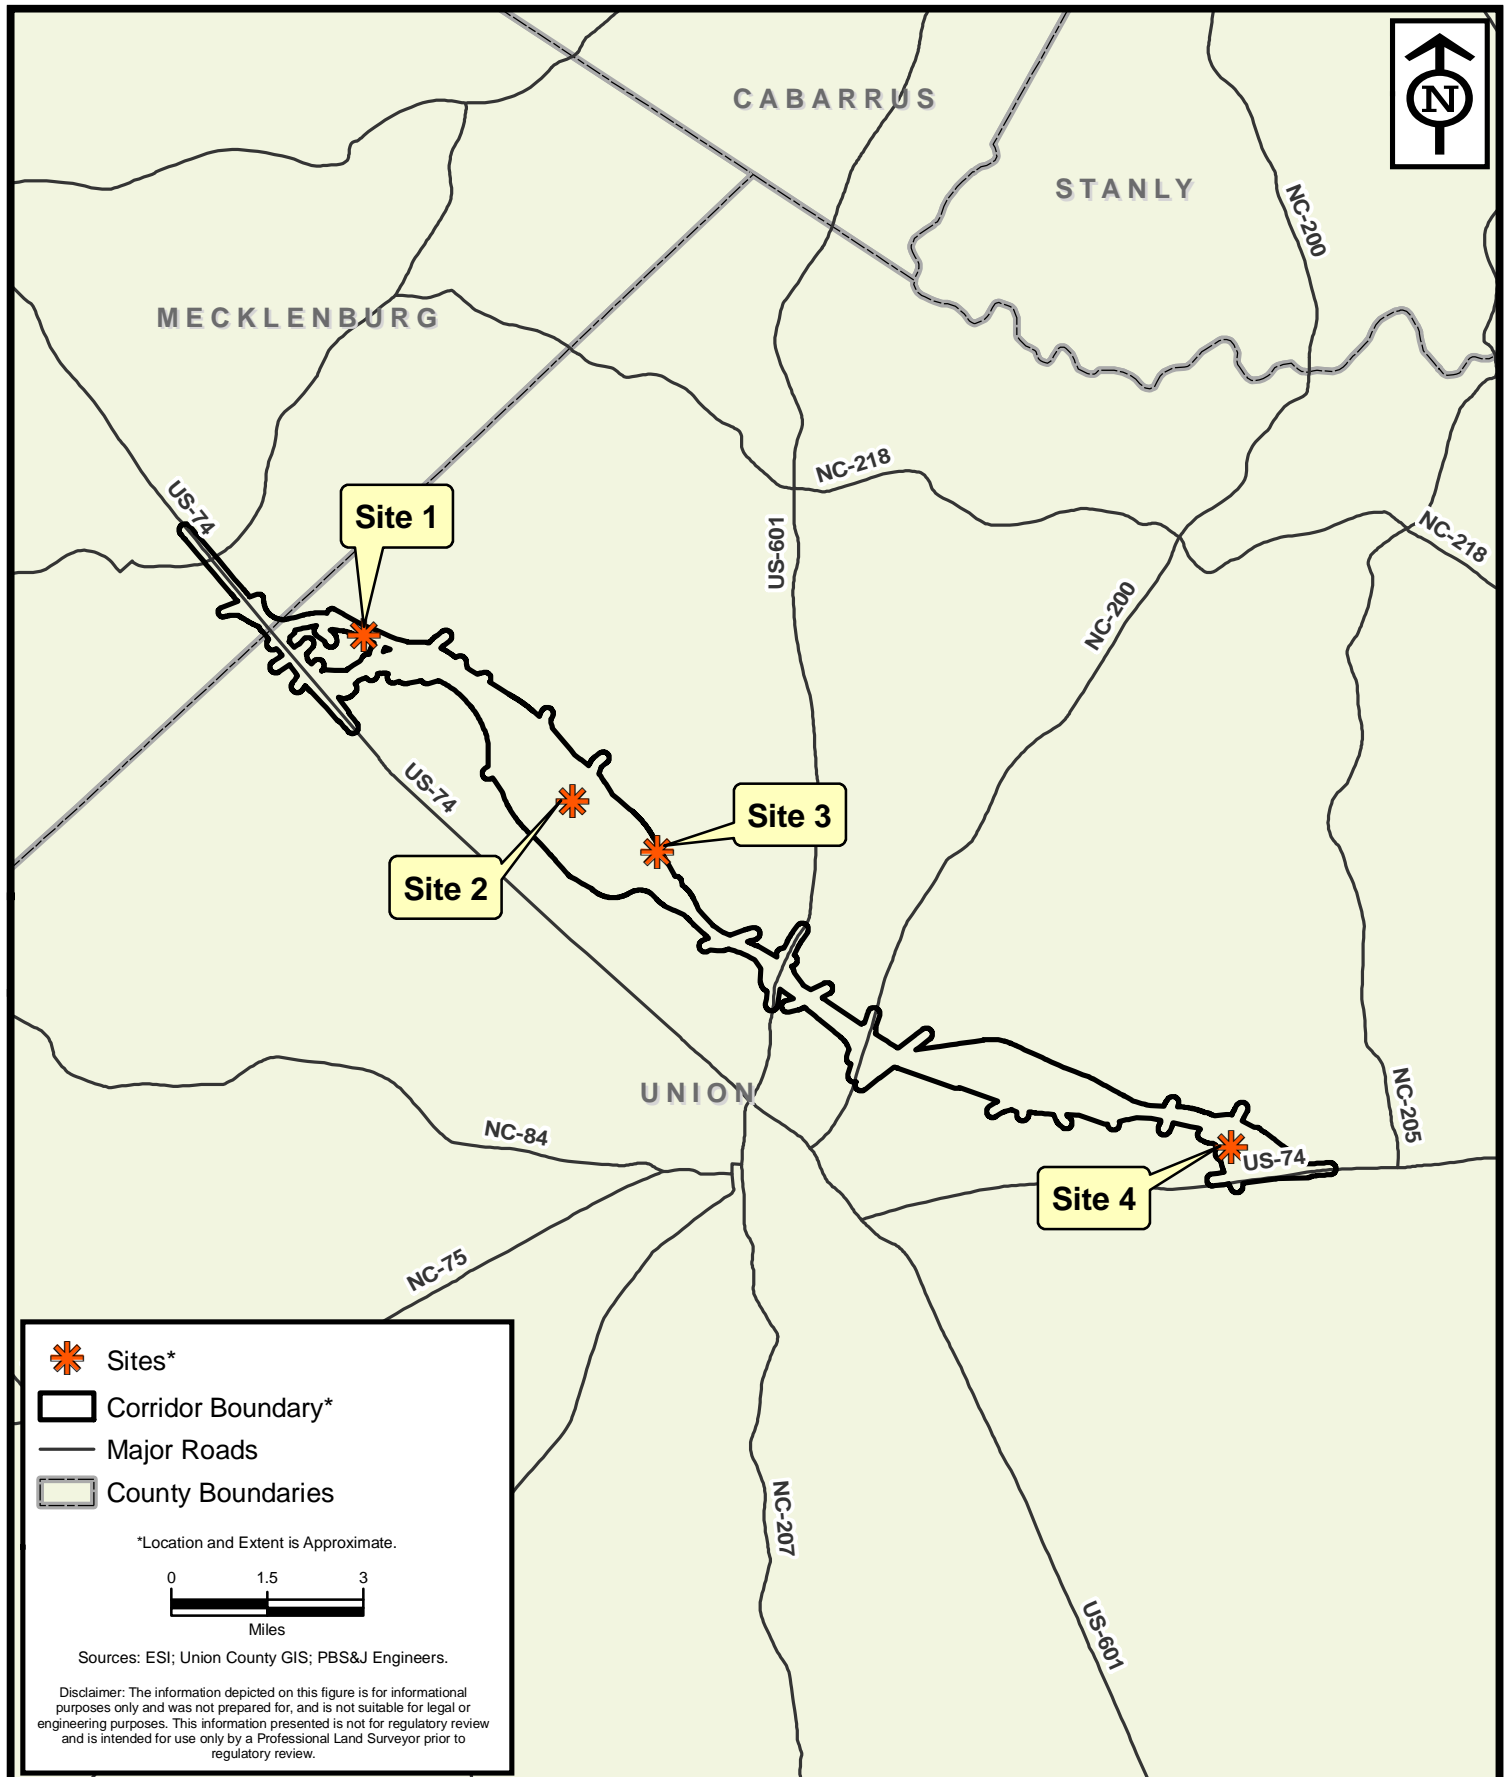 CABARRUS
N
STANLY
NC-200
MECKLENBURG
NC-218
US-74
Site 1
US-601
NC-218
NC-200
US-74
Site 3
Site 2
UNION
NC-205
NC-84
US-74
Site 4
NC-75
Sites*
Corridor Boundary*
Major Roads
County Boundaries
*Location and Extent is Approximate.
0 1.5 3
Miles
Sources: ESI; Union County GIS; PBS&J Engineers.
Disclaimer: The information depicted on this figure is for informational
purposes only and was not prepared for, and is not suitable for legal or
engineering purposes. This information presented is not for regulatory review
and is intended for use only by a Professional Land Surveyor prior to
regulatory review.
NC-207
US-601